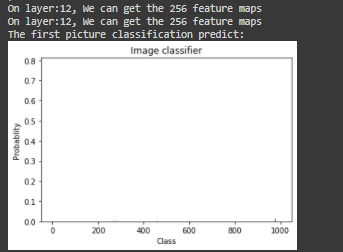 On layer:12, We can get the 256 feature maps
On layer:12, We can get the 256 feature maps
The first picture classification predict:
Image classifier
0.8
0.7
0.6
0.5
0.4
0.3
0.2
0.1
0.0
Probablity
0 200 400 600 800 1000
Class